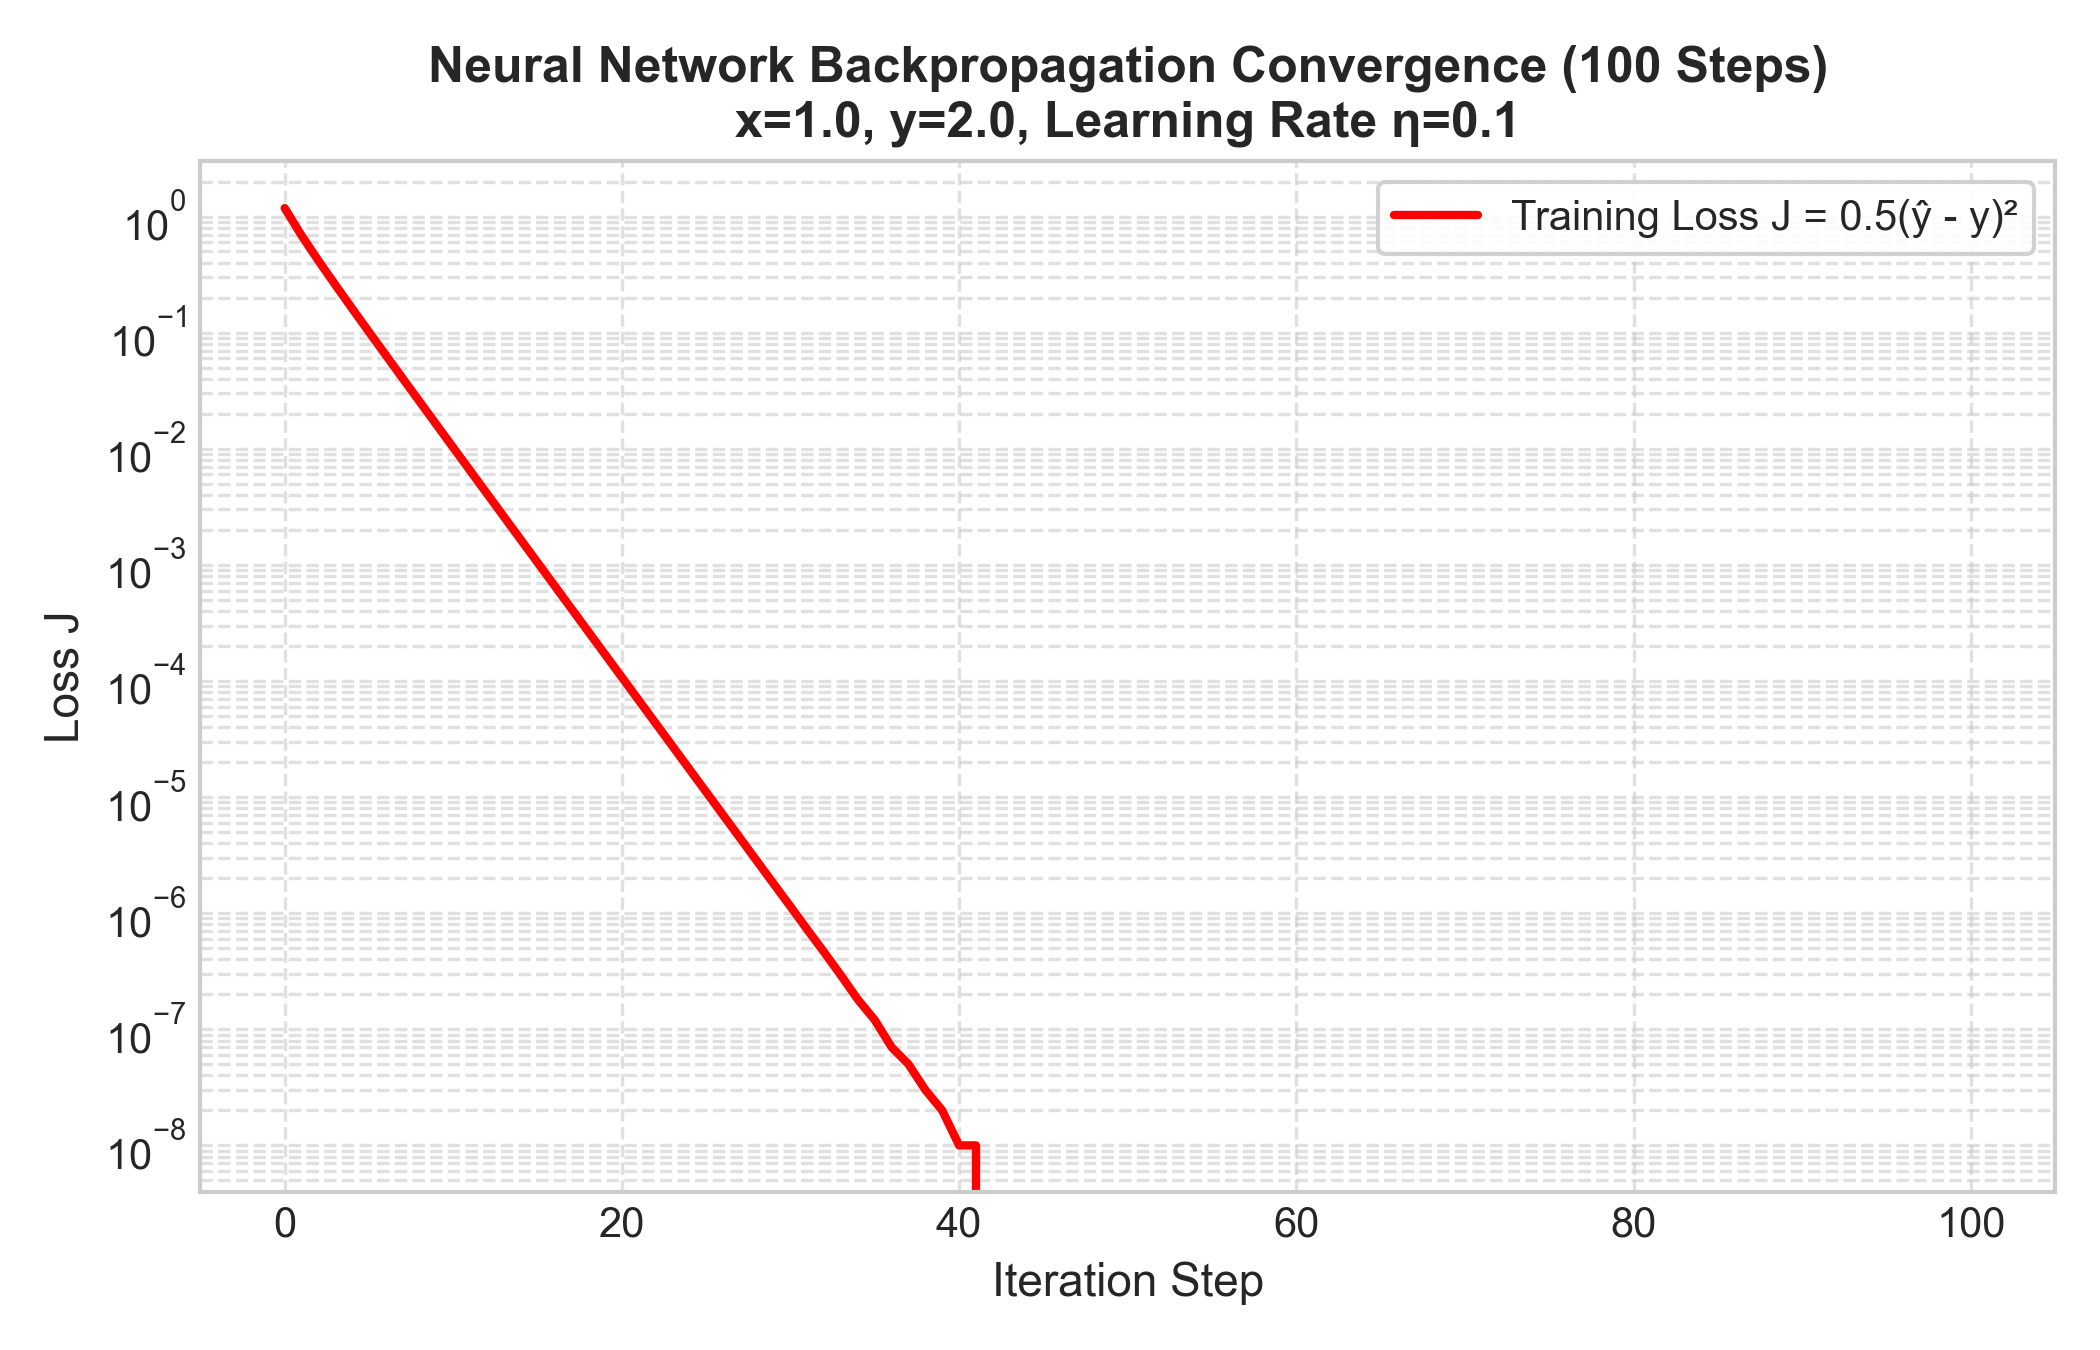 Neural Network Backpropagation Convergence (100 Steps)
x=1.0, y=2.0, Learning Rate η=0.1
Training Loss J = 0.5(ŷ - y)²
10⁰
10⁻¹
10⁻²
10⁻³
10⁻⁴
10⁻⁵
10⁻⁶
10⁻⁷
10⁻⁸
Loss J
0 20 40 60 80 100
Iteration Step